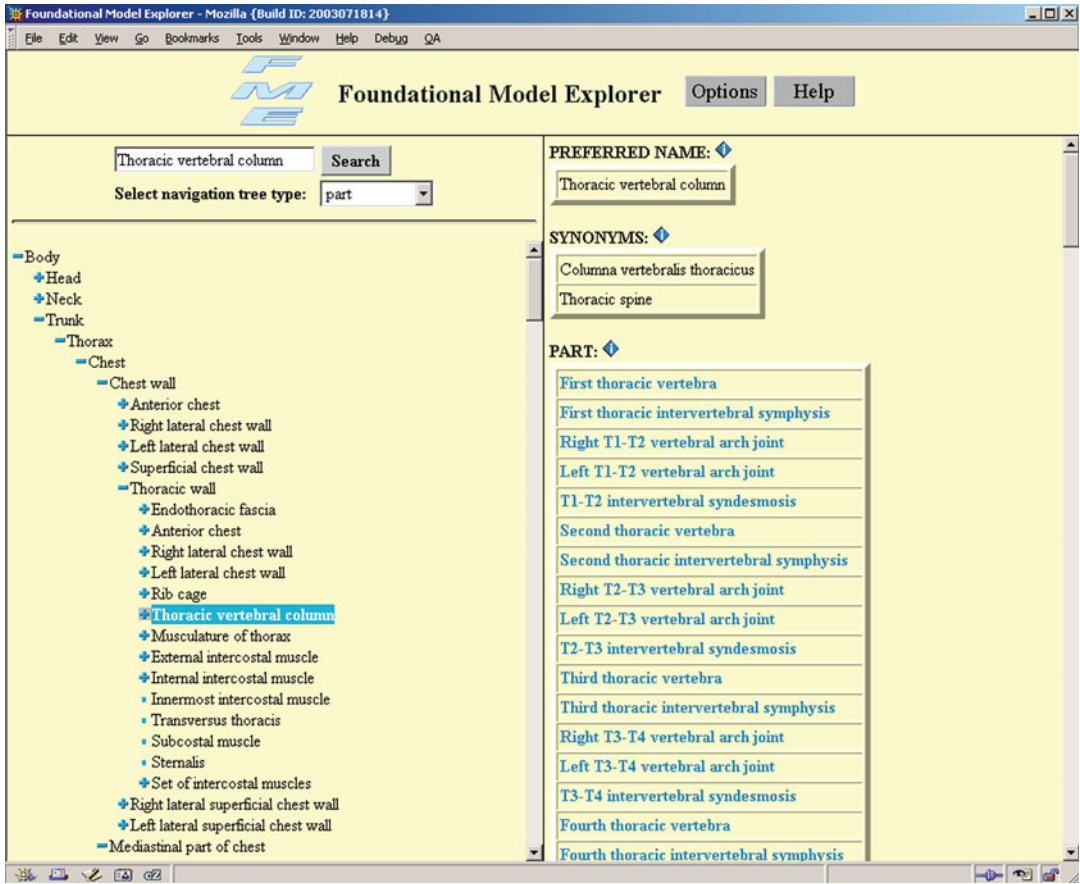 Foundational Model Explorer - Mozilla {Build ID: 2003071814}
File Edit View Go Bookmarks Tools Window Help Debug QA
FME
Foundational Model Explorer Options Help
Thoracic vertebral column Search
Select navigation tree type: part
Body
Head
Neck
Trunk
Thorax
Chest
Chest wall
Anterior chest
Right lateral chest wall
Left lateral chest wall
Superficial chest wall
Thoracic wall
Endothoracic fascia
Anterior chest
Right lateral chest wall
Left lateral chest wall
Rib cage
Thoracic vertebral column
Musculature of thorax
External intercostal muscle
Internal intercostal muscle
Innermost intercostal muscle
Transversus thoracis
Subcostal muscle
Sternalis
Set of intercostal muscles
Right lateral superficial chest wall
Left lateral superficial chest wall
Mediastinal part of chest
PREFERRED NAME:
Thoracic vertebral column
SYNONYMS:
Columna vertebralis thoracicus
Thoracic spine
PART:
First thoracic vertebra
First thoracic intervertebral symphysis
Right T1-T2 vertebral arch joint
Left T1-T2 vertebral arch joint
T1-T2 intervertebral syndesmosis
Second thoracic vertebra
Second thoracic intervertebral symphysis
Right T2-T3 vertebral arch joint
Left T2-T3 vertebral arch joint
T2-T3 intervertebral syndesmosis
Third thoracic vertebra
Third thoracic intervertebral symphysis
Right T3-T4 vertebral arch joint
Left T3-T4 vertebral arch joint
T3-T4 intervertebral syndesmosis
Fourth thoracic vertebra
Fourth thoracic intervertebral symphysis